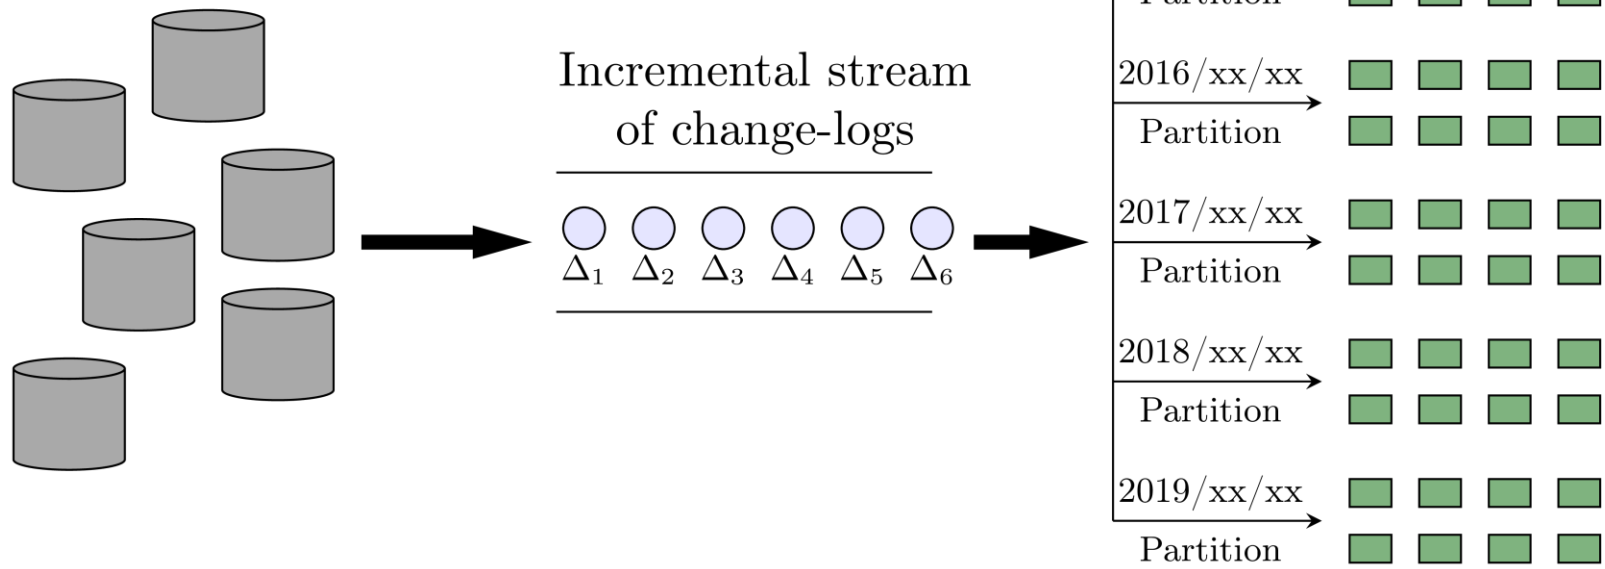 Incremental stream
of change-logs
Δ1 Δ2 Δ3 Δ4 Δ5 Δ6
Partition
2016/xx/xx
Partition
2017/xx/xx
Partition
2018/xx/xx
Partition
2019/xx/xx
Partition